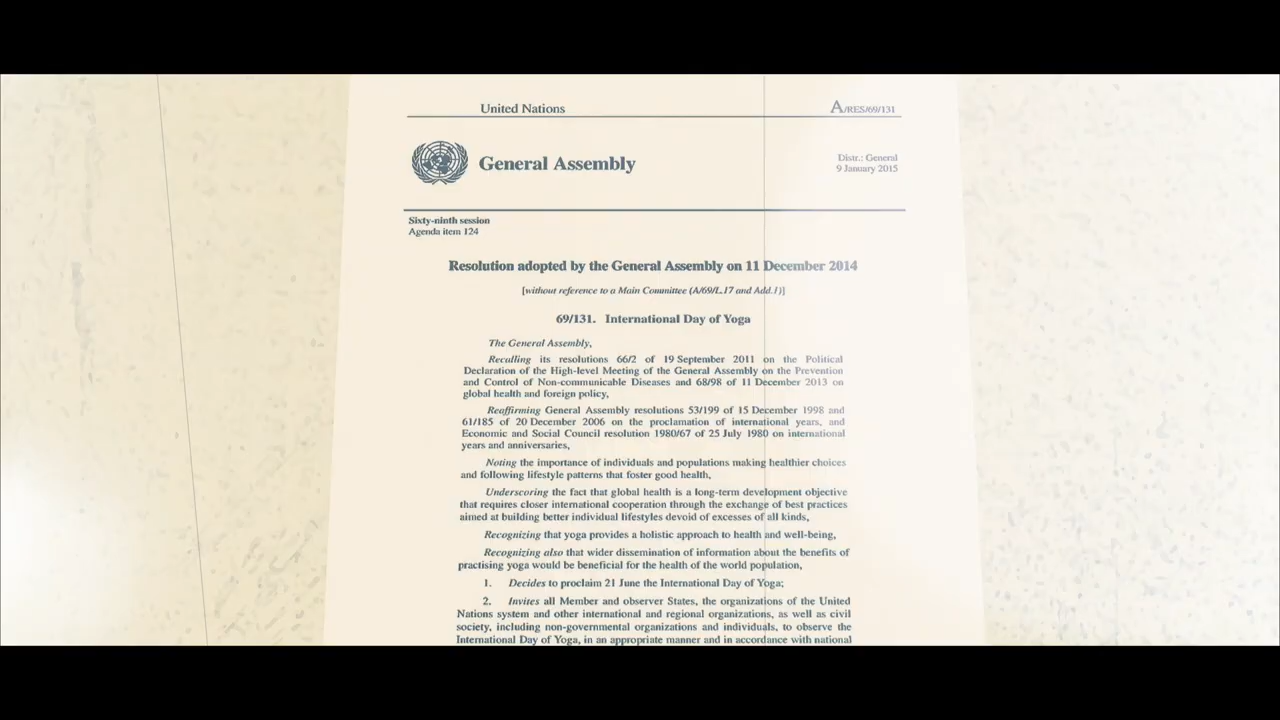 United Nations
A/RES/69/131
General Assembly
Distr.: General
9 January 2015
Sixty-ninth session
Agenda item 124
Resolution adopted by the General Assembly on 11 December 2014
[without reference to a Main Committee (A/69/L.17 and Add.1)]
69/131. International Day of Yoga
The General Assembly,
Recalling its resolutions 66/2 of 19 September 2011 on the Political
Declaration of the High-level Meeting of the General Assembly on the Prevention
and Control of Non-communicable Diseases and 68/98 of 11 December 2013 on
global health and foreign policy,
Reaffirming General Assembly resolutions 53/199 of 15 December 1998 and
61/185 of 20 December 2006 on the proclamation of international years, and
Economic and Social Council resolution 1980/67 of 25 July 1980 on international
years and anniversaries,
Noting the importance of individuals and populations making healthier choices
and following lifestyle patterns that foster good health,
Underscoring the fact that global health is a long-term development objective
that requires closer international cooperation through the exchange of best practices
aimed at building better individual lifestyles devoid of excesses of all kinds,
Recognizing that yoga provides a holistic approach to health and well-being,
Recognizing also that wider dissemination of information about the benefits of
practising yoga would be beneficial for the health of the world population,
1. Decides to proclaim 21 June the International Day of Yoga;
2. Invites all Member and observer States, the organizations of the United
Nations system and other international and regional organizations, as well as civil
society, including non-governmental organizations and individuals, to observe the
International Day of Yoga, in an appropriate manner and in accordance with national